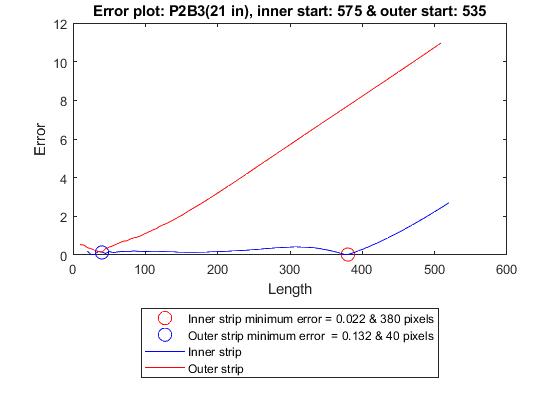 Error plot: P2B3(21 in), inner start: 575 & outer start: 535
12
10
8
6
4
2
0
Error
0 100 200 300 400 500 600
Length
Inner strip minimum error = 0.022 & 380 pixels
Outer strip minimum error = 0.132 & 40 pixels
Inner strip
Outer strip